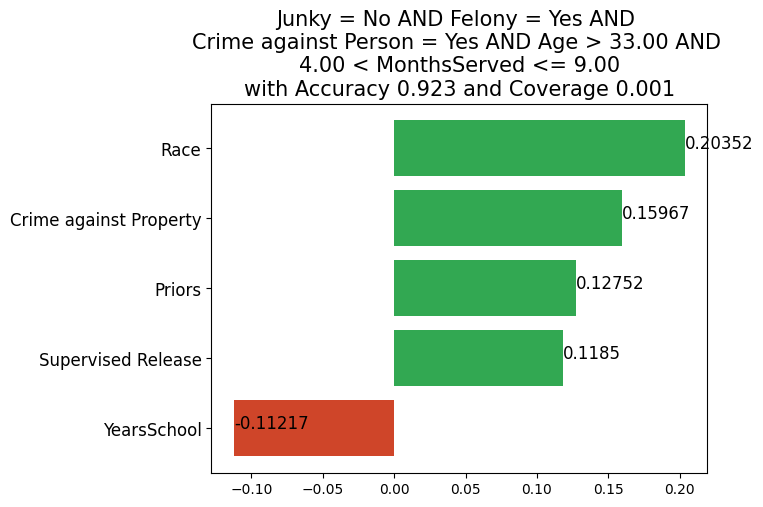 Junky = No AND Felony = Yes AND
Crime against Person = Yes AND Age > 33.00 AND
4.00 < MonthsServed <= 9.00
with Accuracy 0.923 and Coverage 0.001
Race
0.20352
Crime against Property
0.15967
Priors
0.12752
Supervised Release
0.1185
YearsSchool
-0.11217
−0.10 −0.05 0.00 0.05 0.10 0.15 0.20